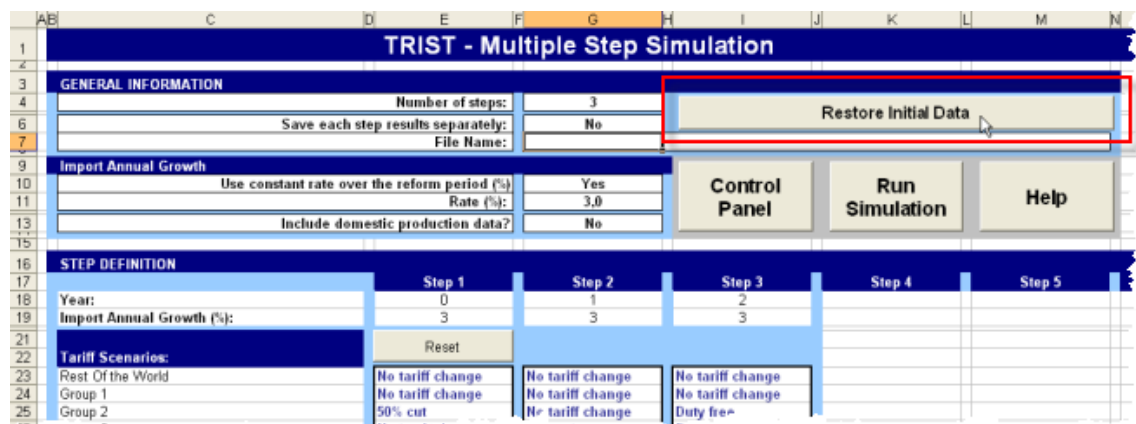 A B C D E F G H I J K L M N
1 TRIST - Multiple Step Simulation
2
3 GENERAL INFORMATION
4 Number of steps: 3 Restore Initial Data
6 Save each step results separately: No
7 File Name:
9 Import Annual Growth
10 Use constant rate over the reform period (%) Yes Control Panel Run Simulation Help
11 Rate (%): 3,0
13 Include domestic production data? No
15
16 STEP DEFINITION
17 Step 1 Step 2 Step 3 Step 4 Step 5
18 Year: 0 1 2
19 Import Annual Growth (%): 3 3 3
21 Reset
22 Tariff Scenarios:
23 Rest Of the World No tariff change No tariff change No tariff change
24 Group 1 No tariff change No tariff change No tariff change
25 Group 2 50% cut No tariff change Duty free